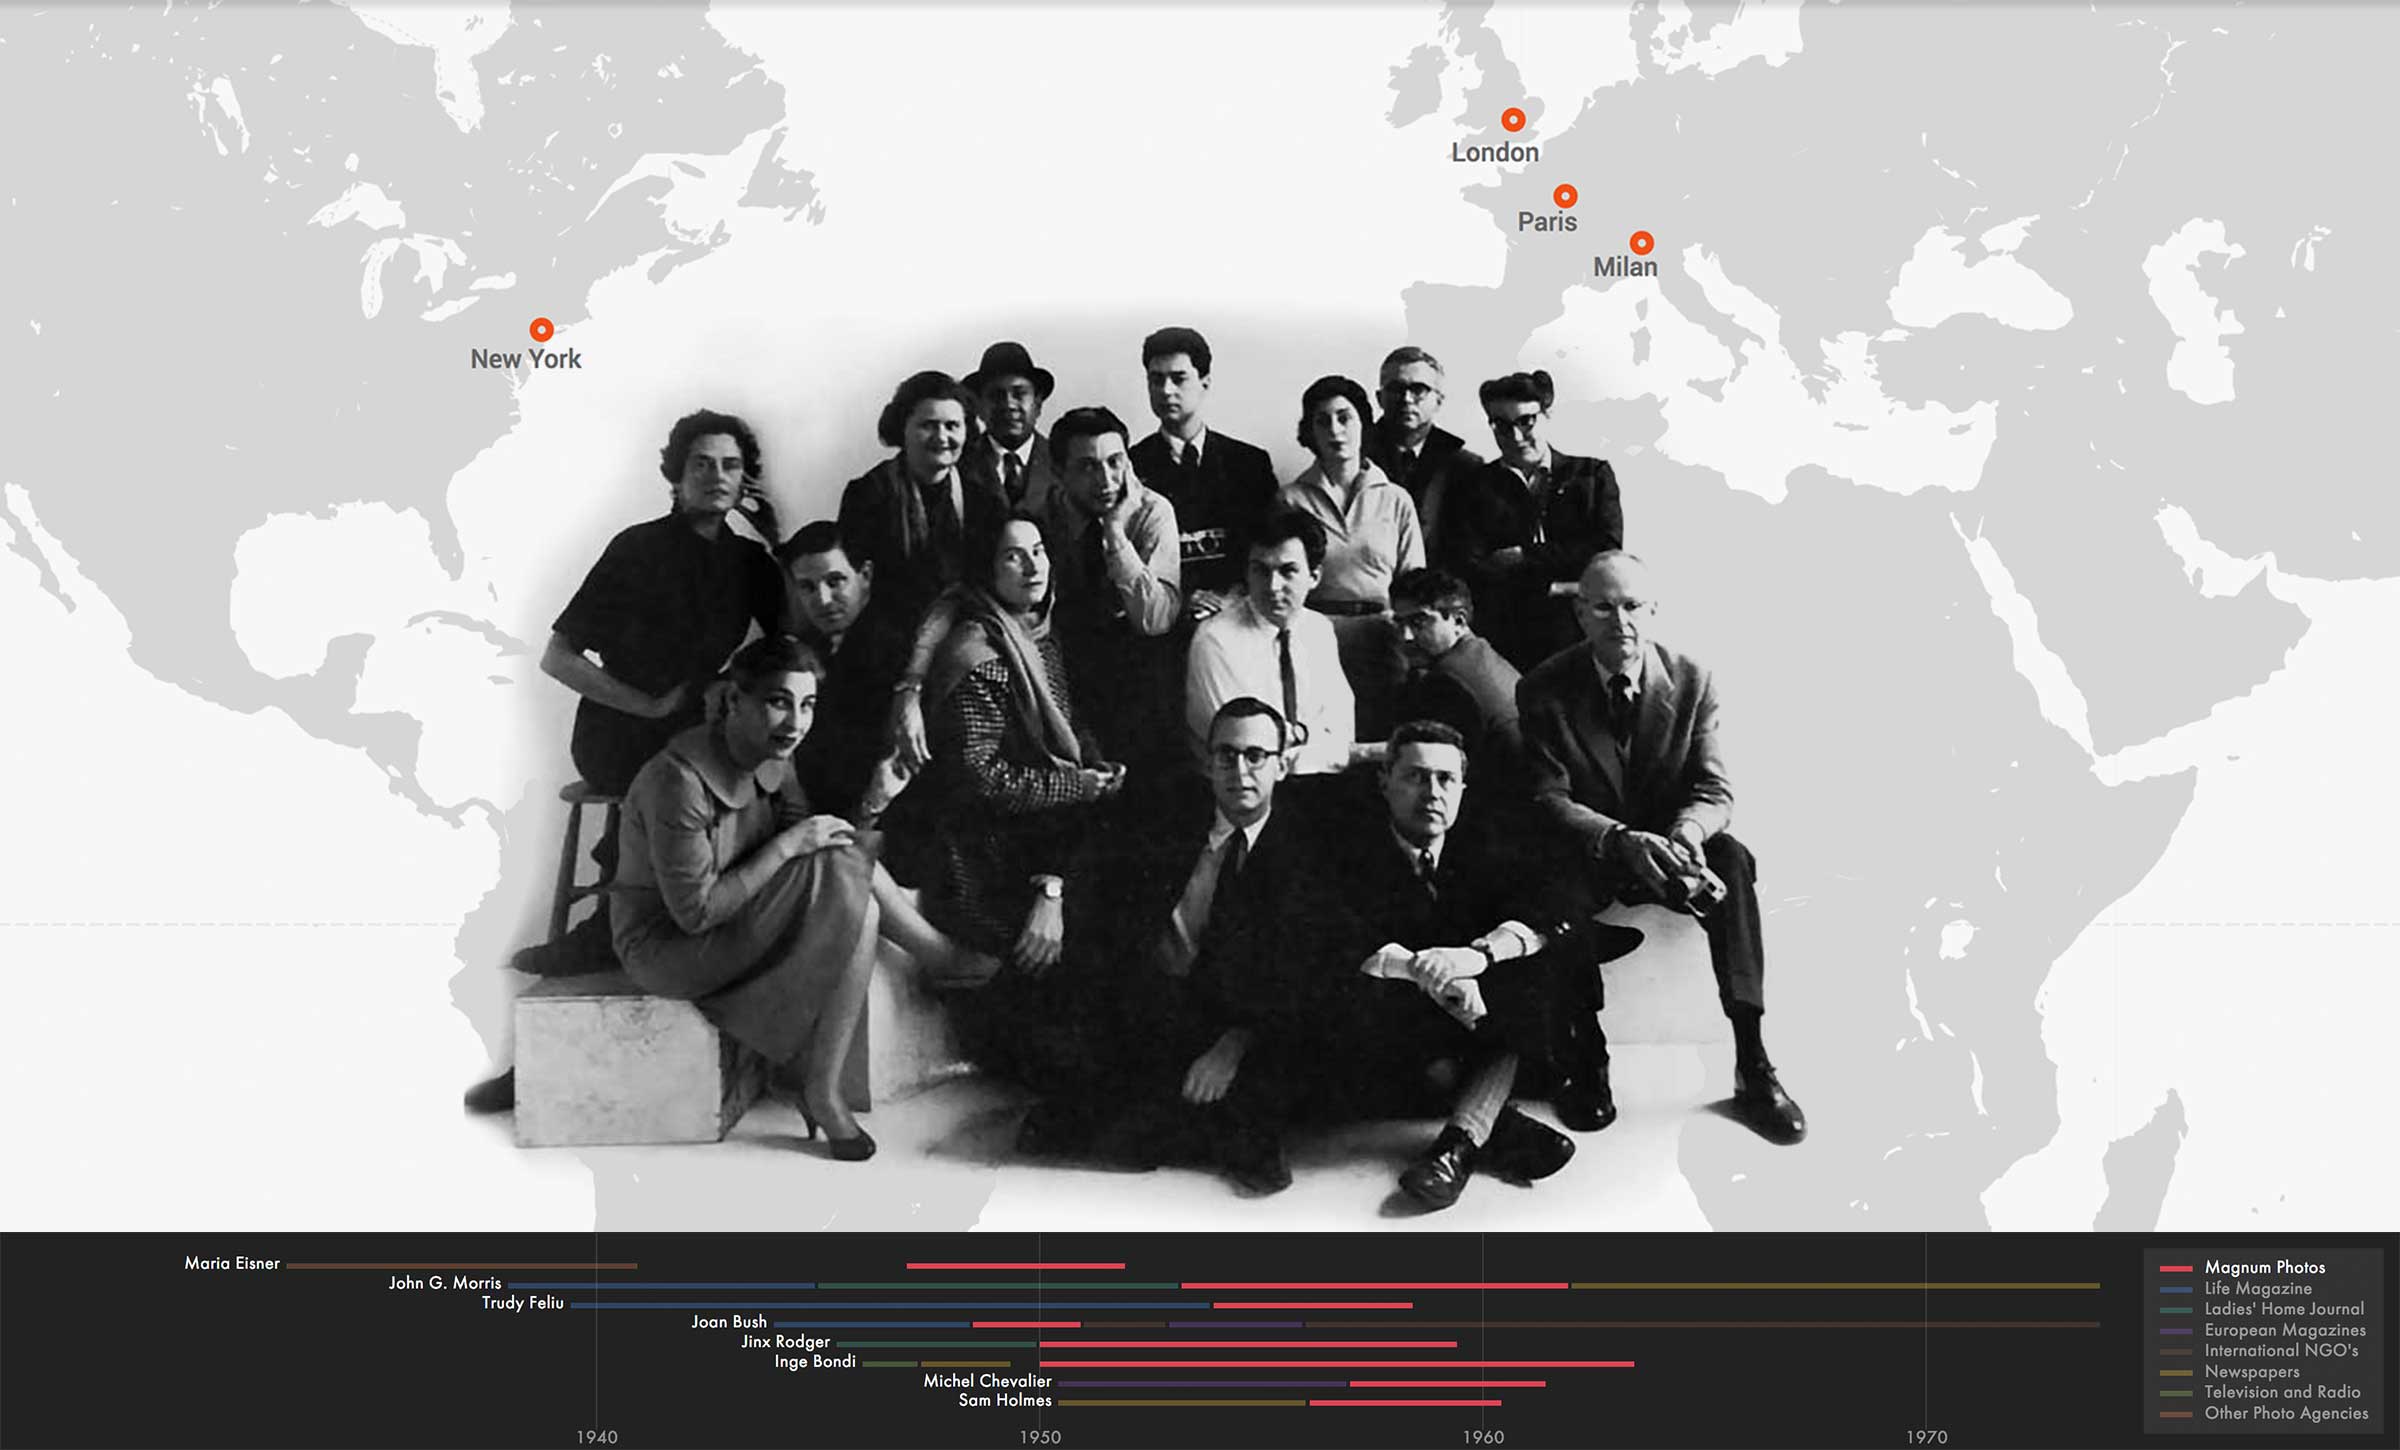 London
Paris
Milan
New York
Maria Eisner
John G. Morris
Trudy Feliu
Joan Bush
Jinx Rodger
Inge Bondi
Michel Chevalier
Sam Holmes
1940
1950
1960
1970
Magnum Photos
Life Magazine
Ladies' Home Journal
European Magazines
International NGO's
Newspapers
Television and Radio
Other Photo Agencies